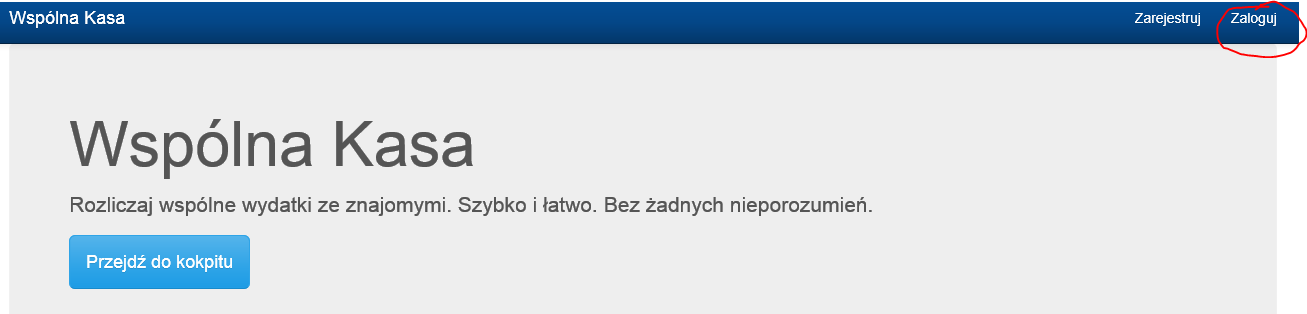 Wspólna Kasa
Zarejestruj
Zaloguj
Wspólna Kasa
Rozliczaj wspólne wydatki ze znajomymi. Szybko i łatwo. Bez żadnych nieporozumień.
Przejdź do kokpitu